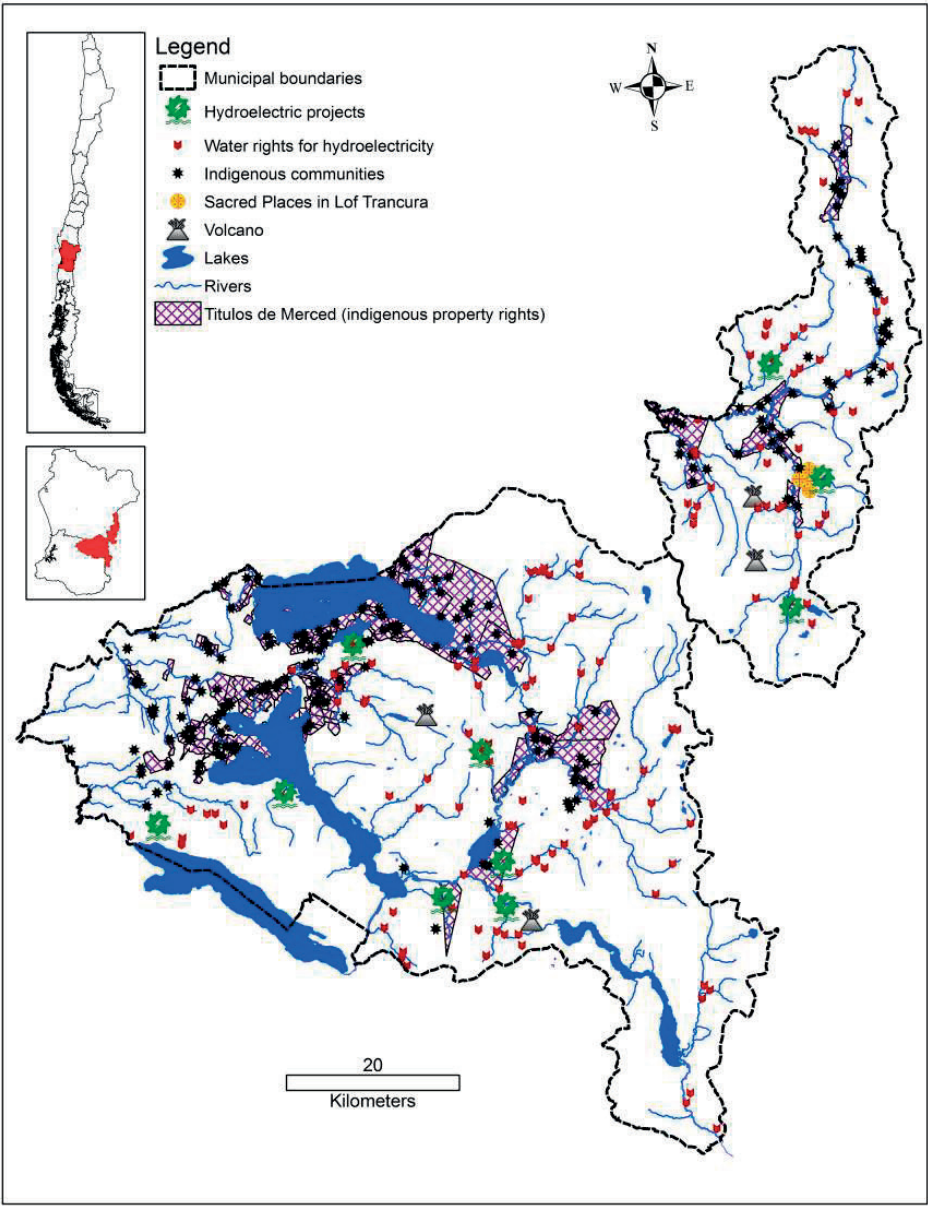 Legend
Municipal boundaries
Hydroelectric projects
Water rights for hydroelectricity
Indigenous communities
Sacred Places in Lof Trancura
Volcano
Lakes
Rivers
Titulos de Merced (indigenous property rights)
N
W E
S
20
Kilometers